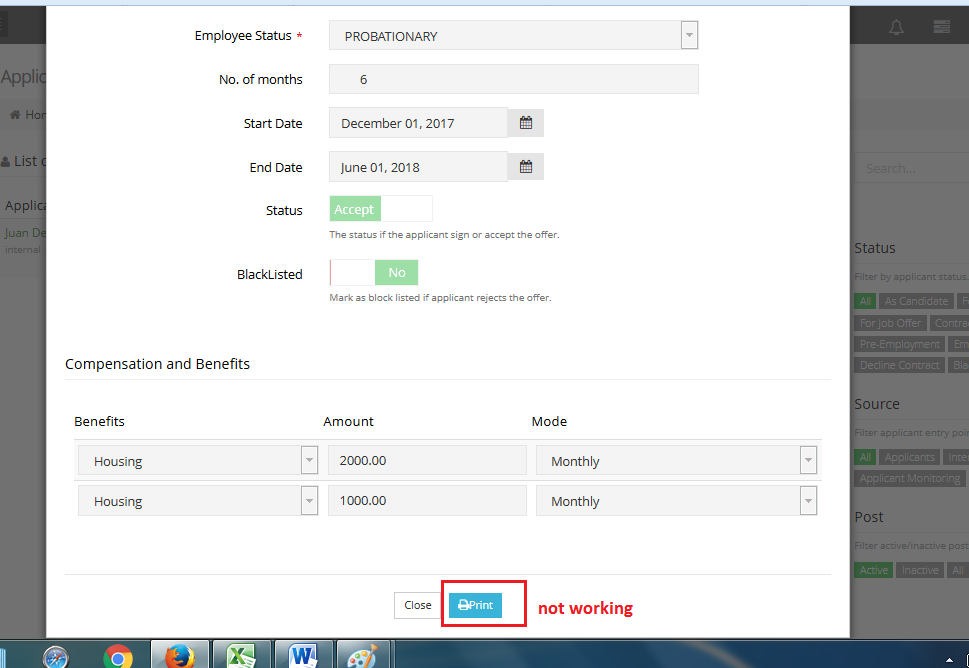 Employee Status *
PROBATIONARY
No. of months
6
Start Date
December 01, 2017
End Date
June 01, 2018
Status
Accept
The status if the applicant sign or accept the offer.
BlackListed
No
Mark as block listed if applicant rejects the offer.
Compensation and Benefits
Benefits Amount Mode
Housing 2000.00 Monthly
Housing 1000.00 Monthly
Close Print not working
Applic
Hom
List o
Applica
Juan De
internal
Search...
Status
Filter by applicant status.
All As Candidate
For Job Offer Contra
Pre-Employment Em
Decline Contract Bla
Source
Filter applicant entry poin
All Applicants Inte
Applicant Monitoring
Post
Filter active/inactive post
Active Inactive All